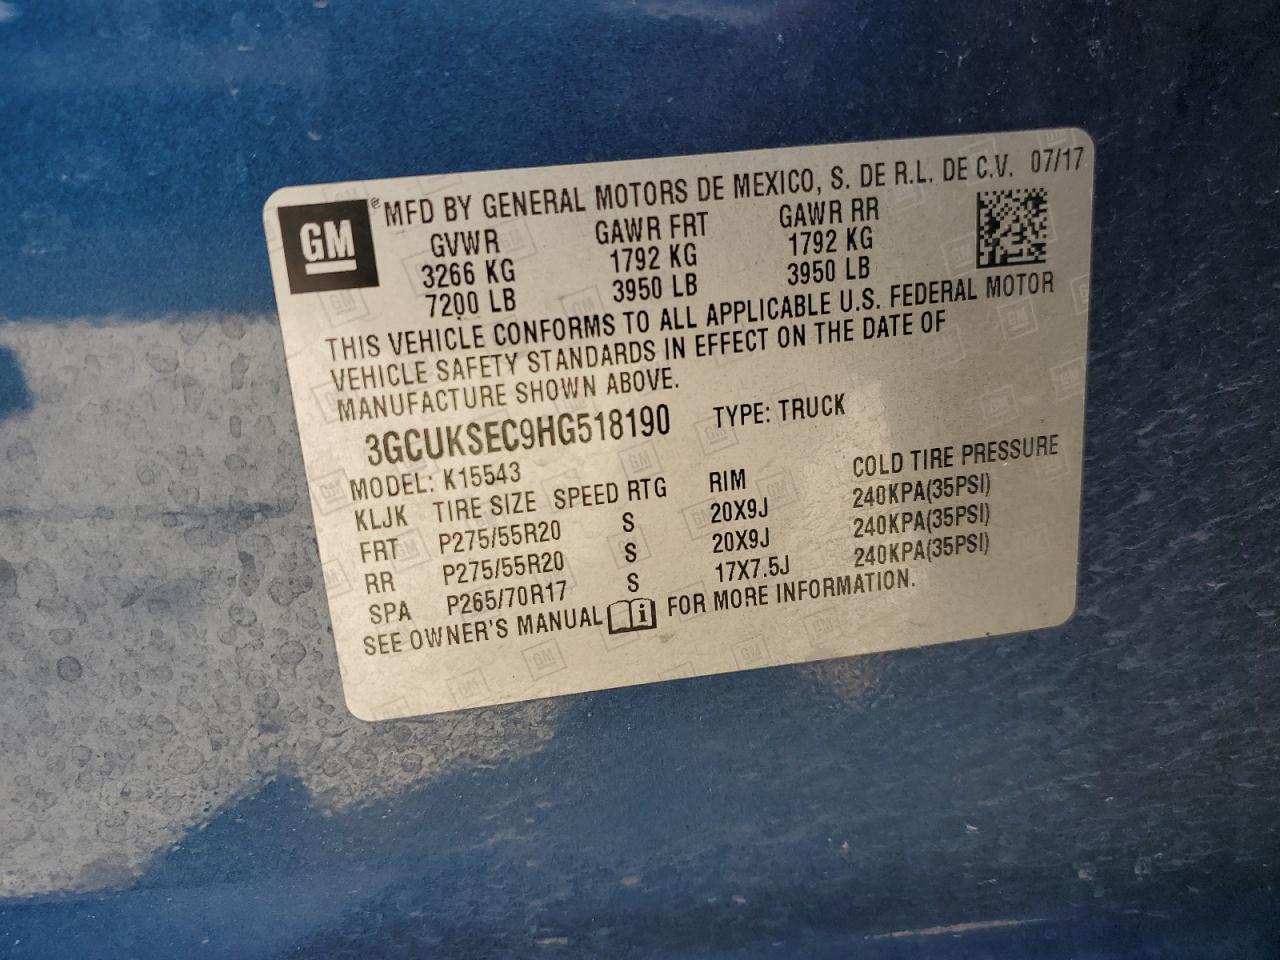 GM ® MFD BY GENERAL MOTORS DE MEXICO, S. DE R.L. DE C.V. 07/17
GVWR GAWR FRT GAWR RR
3266 KG 1792 KG 1792 KG
7200 LB 3950 LB 3950 LB
THIS VEHICLE CONFORMS TO ALL APPLICABLE U.S. FEDERAL MOTOR
VEHICLE SAFETY STANDARDS IN EFFECT ON THE DATE OF
MANUFACTURE SHOWN ABOVE.
3GCUKSEC9HG518190 TYPE: TRUCK
MODEL: K15543
KLJK TIRE SIZE SPEED RTG RIM COLD TIRE PRESSURE
FRT P275/55R20 S 20X9J 240KPA(35PSI)
RR P275/55R20 S 20X9J 240KPA(35PSI)
SPA P265/70R17 S 17X7.5J 240KPA(35PSI)
SEE OWNER'S MANUAL i FOR MORE INFORMATION.